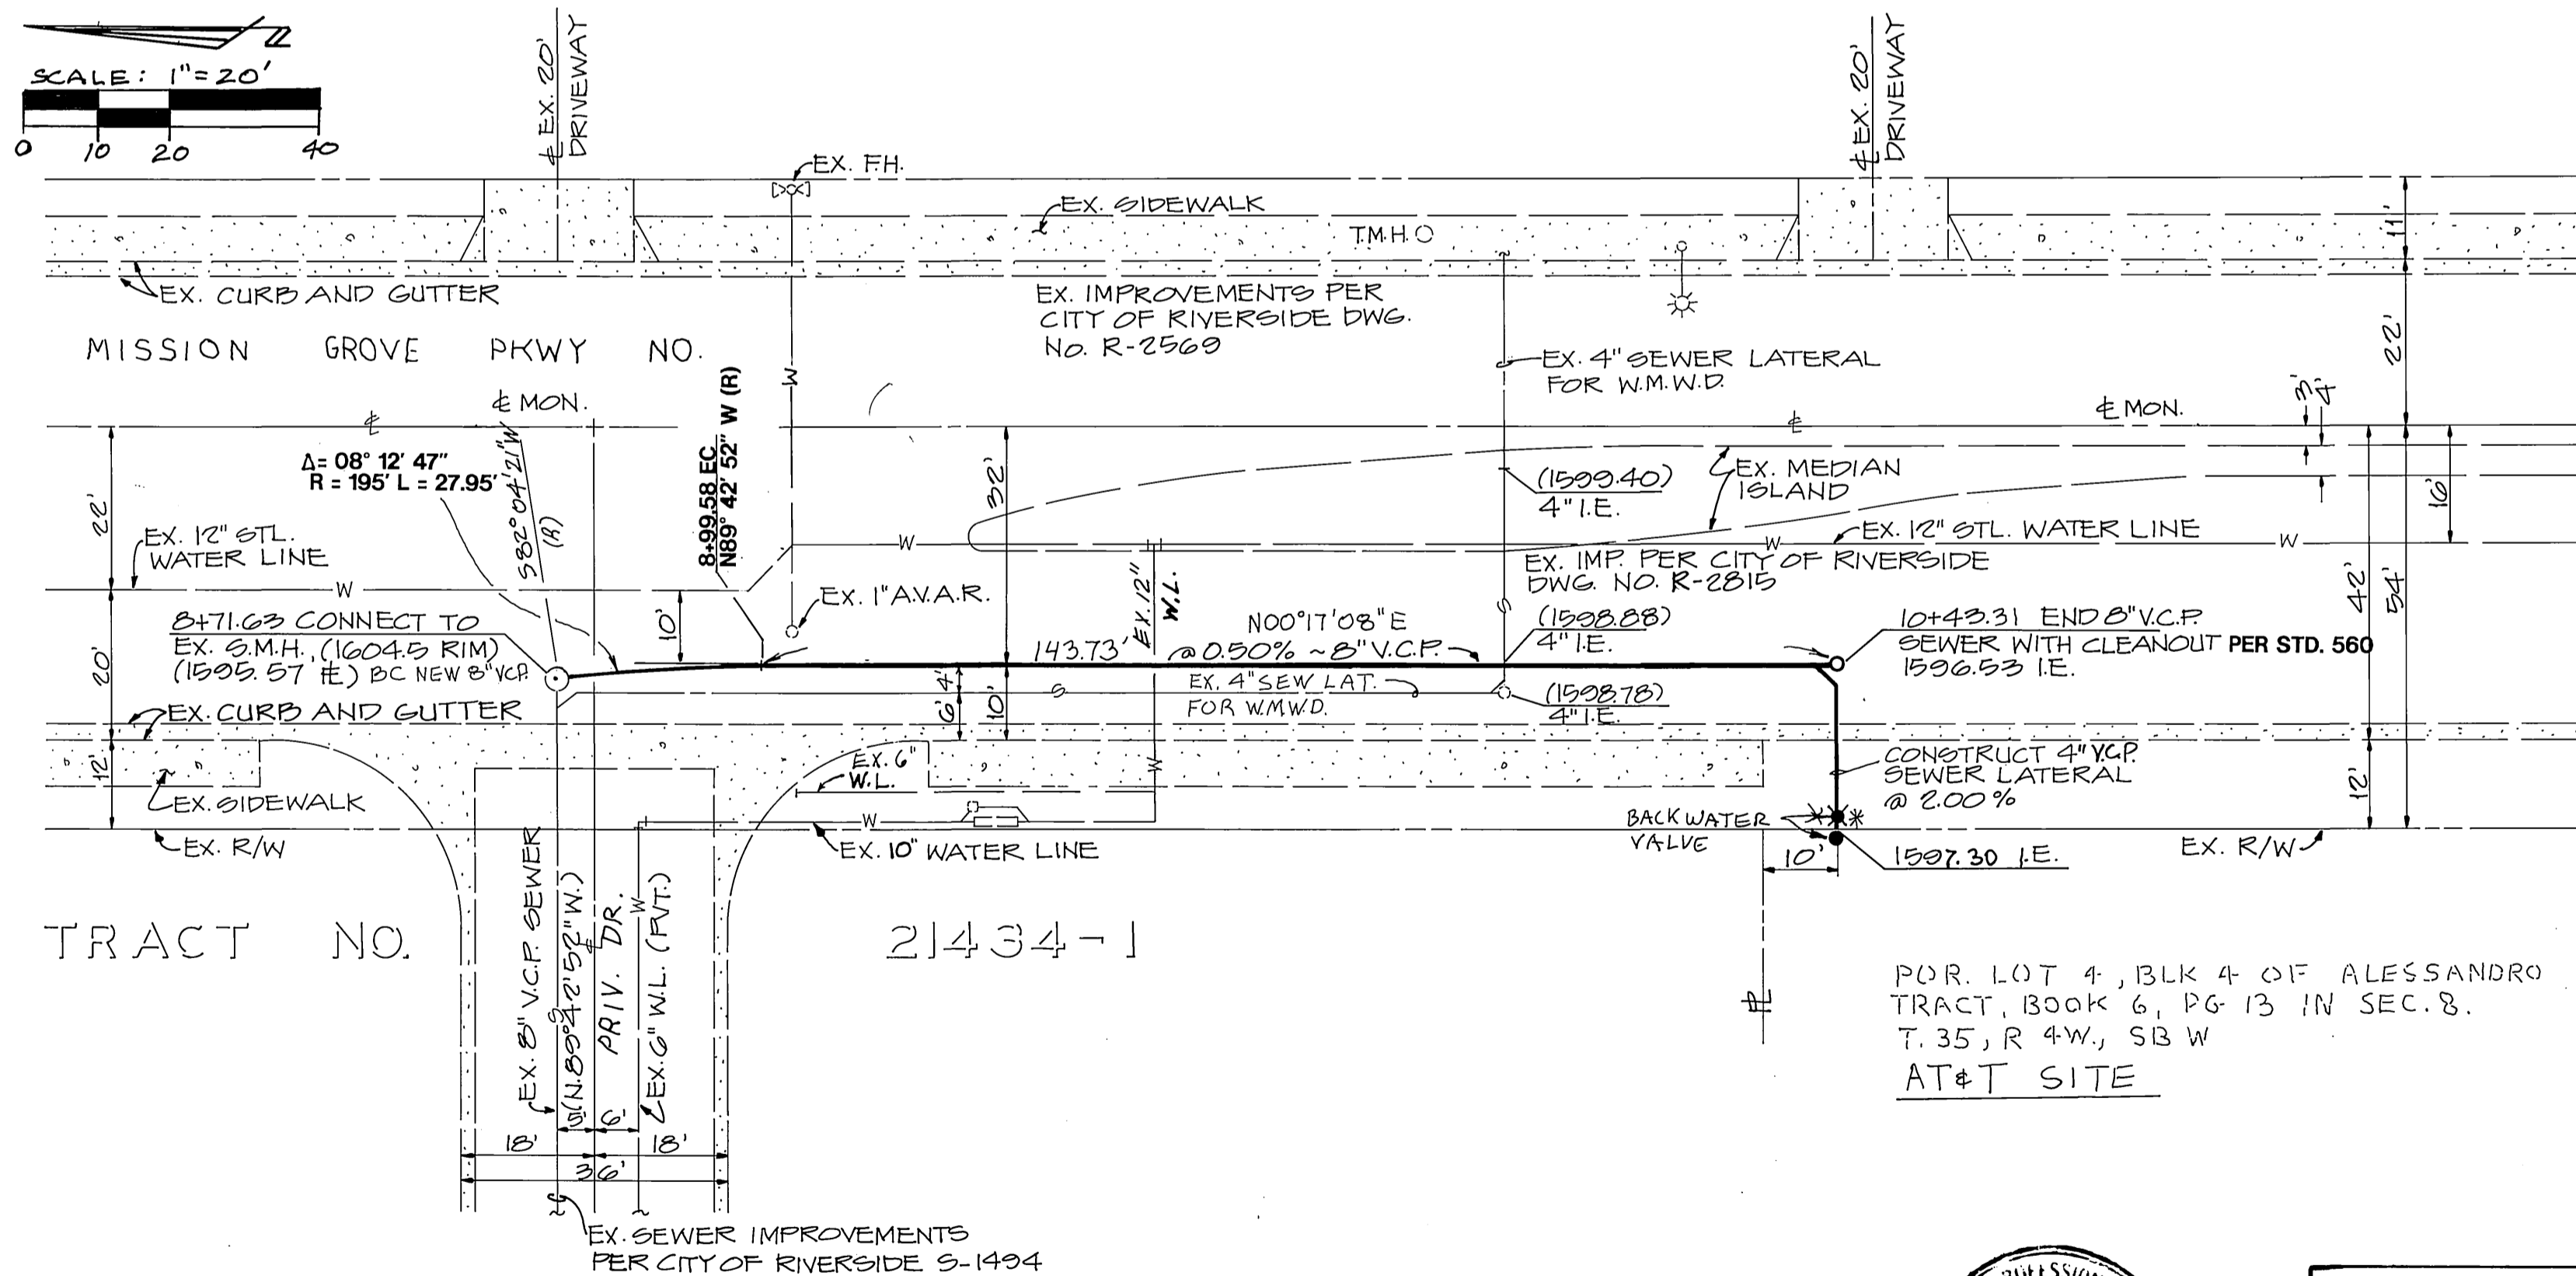 SCALE: 1"=20'
0 10 20 40
℄ EX. 20'
DRIVEWAY
℄ EX. 20'
DRIVEWAY
EX. F.H.
EX. SIDEWALK
T.M.H.O
11'
EX. CURB AND GUTTER
EX. IMPROVEMENTS PER
CITY OF RIVERSIDE DWG.
NO. R-2569
22'
MISSION GROVE PKWY NO.
EX. 4" SEWER LATERAL
FOR W.M.W.D.
W
3'
4'
℄ MON.
℄
℄
℄ MON.
Δ= 08° 12' 47"
R = 195' L = 27.95'
S82°04'21"W
(R)
8+99.58 EC
N89° 42' 52" W (R)
22'
32'
(1599.40)
4" I.E.
EX. MEDIAN
ISLAND
16'
EX. 12" STL.
WATER LINE
W
W
W
EX. 12" STL. WATER LINE
W
EX. IMP. PER CITY OF RIVERSIDE
DWG. NO. R-2815
EX. 12"
W.L.
42'
54'
EX. 1" A.V.A.R.
8+71.63 CONNECT TO
EX. S.M.H., (1604.5 RIM)
(1595.57 IE) BC NEW 8" VCP.
10'
20'
N00°17'08"E
143.73' @ 0.50% ~ 8" V.C.P.
S
(1598.88)
4" I.E.
10+43.31 END 8" V.C.P.
SEWER WITH CLEANOUT PER STD. 560
1596.53 I.E.
4'
6'
10'
S
EX. 4" SEW LAT.
FOR W.M.W.D.
(1598.78)
4" I.E.
EX. CURB AND GUTTER
12'
EX. SIDEWALK
EX. 6"
W.L.
W
CONSTRUCT 4" V.C.P.
SEWER LATERAL
@ 2.00%
12'
EX. R/W
W
EX. 10" WATER LINE
BACKWATER
VALVE
10'
1597.30 I.E.
EX. R/W
TRACT NO. 21434-1
EX. 8" V.C.P. SEWER
S
(N.89°42'52"W.)
℄
PRIV. DR.
W
EX. 6" W.L. (PVT.)
5' 6'
18' 18'
36'
PL
POR. LOT 4, BLK 4 OF ALESSANDRO
TRACT, BOOK 6, PG 13 IN SEC. 8.
T. 35, R 4W., SB W
AT&T SITE
EX. SEWER IMPROVEMENTS
PER CITY OF RIVERSIDE S-1494